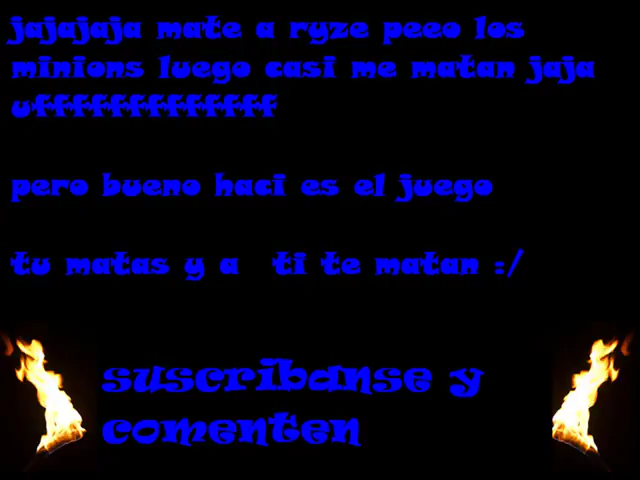 jajajaja mate a ryze peeo los
minions luego casi me matan jaja
ufffffffffffff
pero bueno haci es el juego
tu matas y a ti te matan :/
suscribanse y
comenten